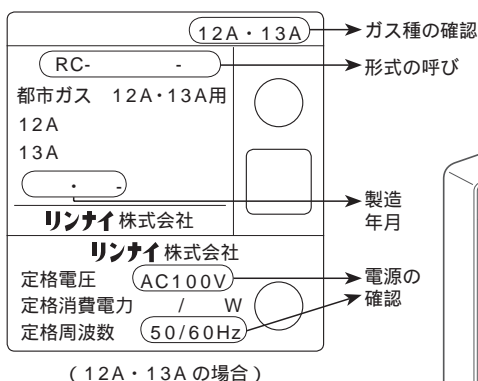 12A・13A
ガス種の確認
RC-　　-
形式の呼び
都市ガス　12A・13A用
12A
13A
・　-
製造
年月
リンナイ株式会社
リンナイ株式会社
定格電圧　AC100V
電源の
確認
定格消費電力　/　W
定格周波数　50/60Hz
(12A・13Aの場合)